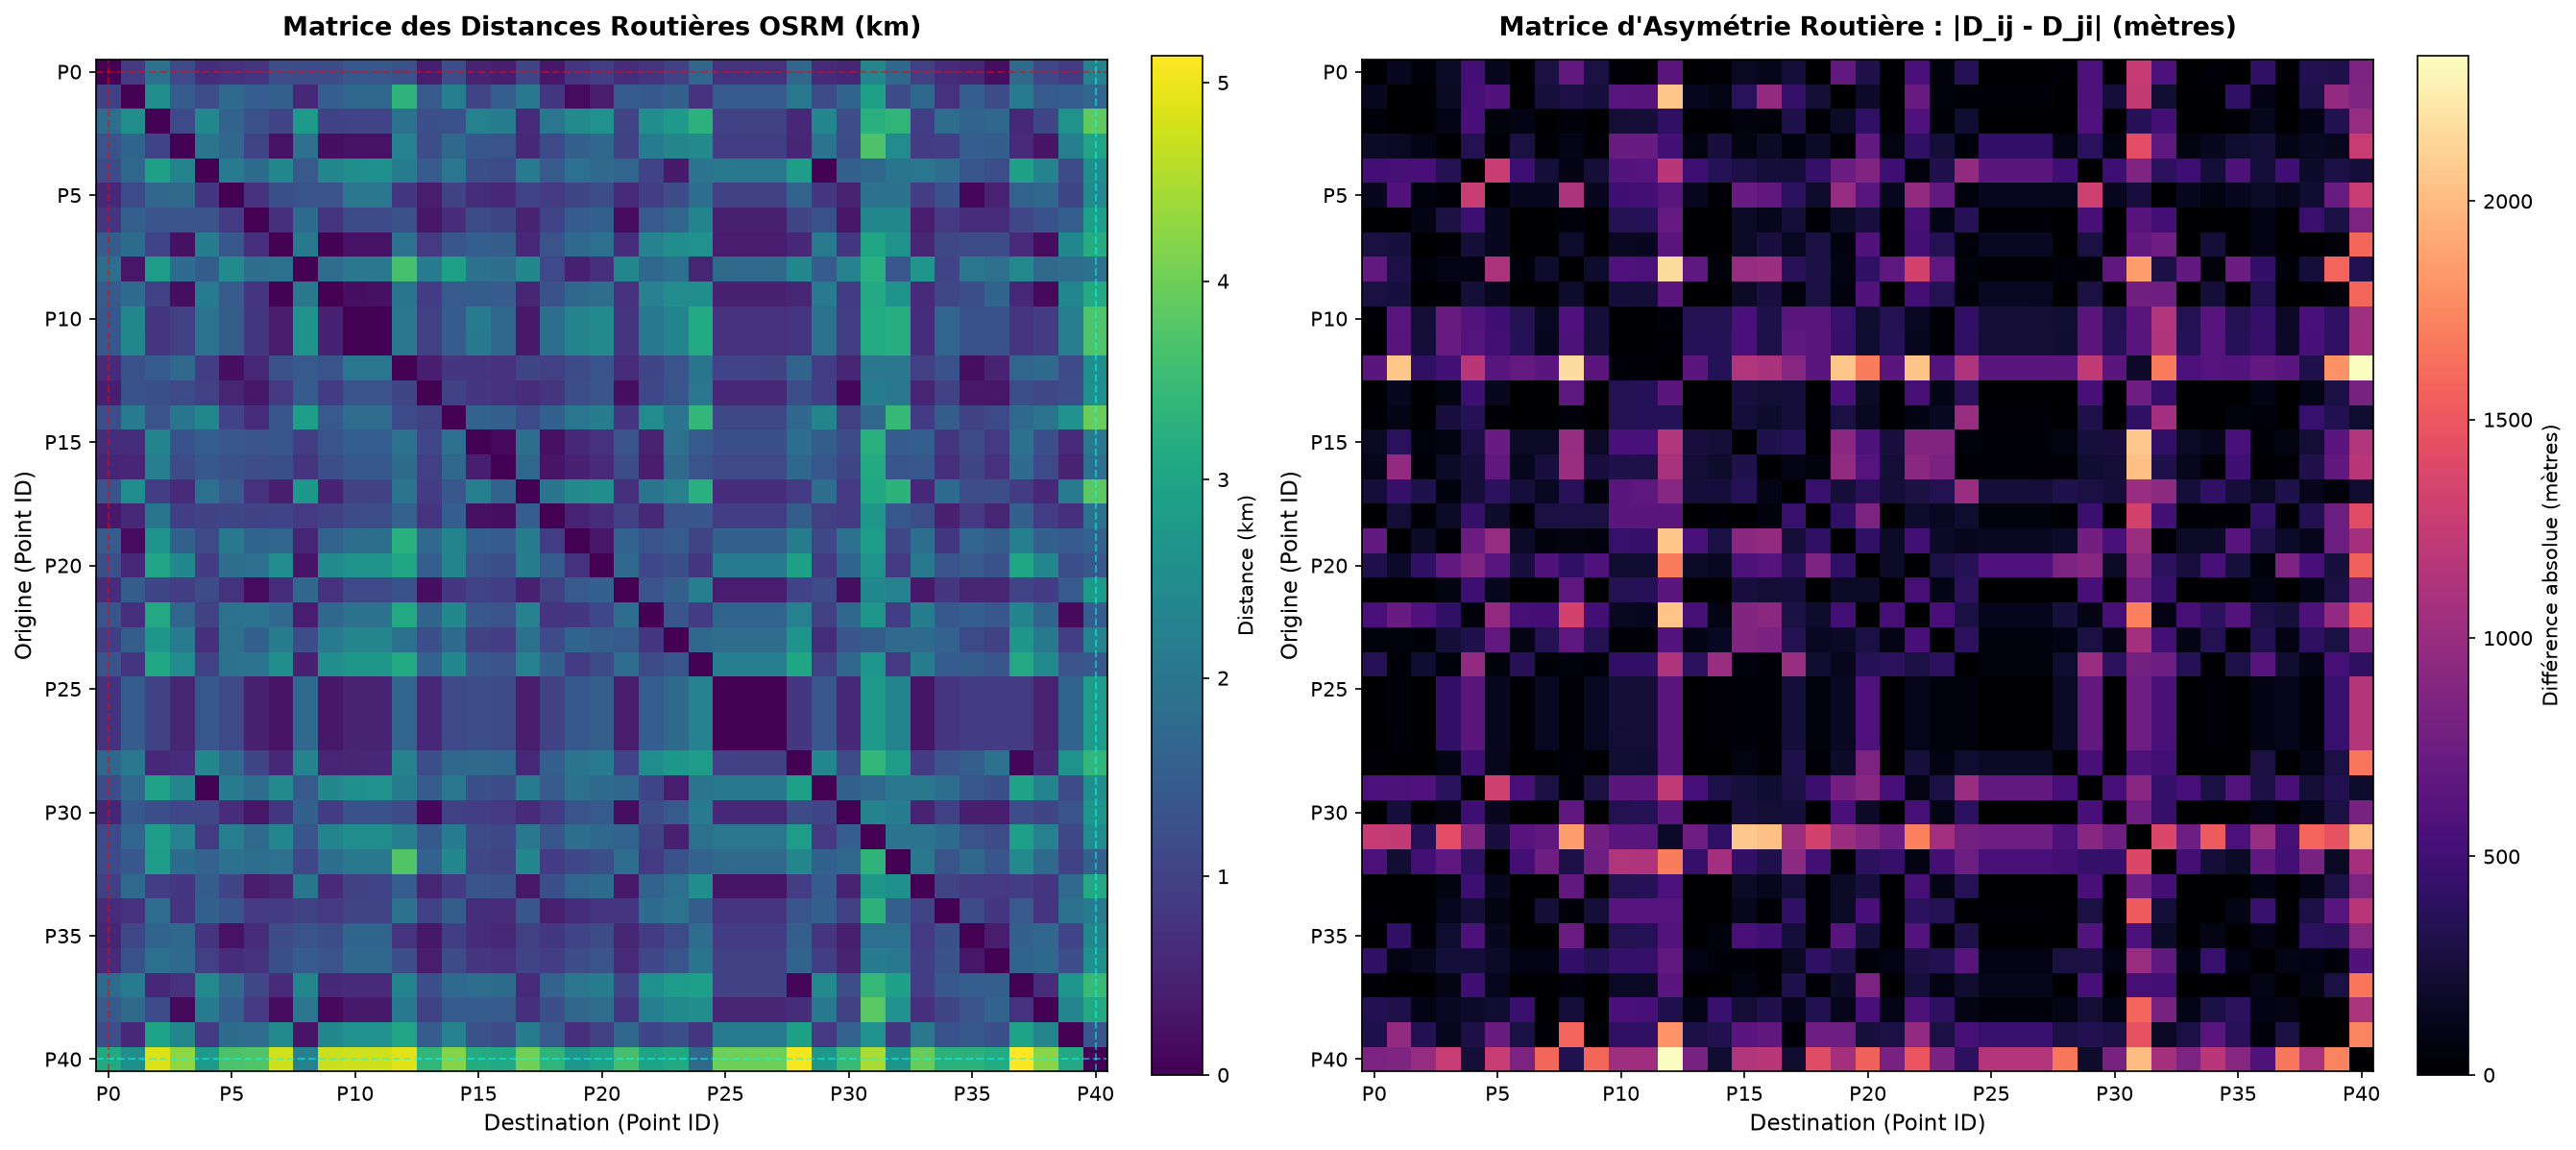 Matrice des Distances Routières OSRM (km)
P0
P5
P10
P15
P20
P25
P30
P35
P40
Origine (Point ID)
P0 P5 P10 P15 P20 P25 P30 P35 P40
Destination (Point ID)
5
4
3
2
1
0
Distance (km)
Matrice d'Asymétrie Routière : |D_ij - D_ji| (mètres)
P0
P5
P10
P15
P20
P25
P30
P35
P40
Origine (Point ID)
P0 P5 P10 P15 P20 P25 P30 P35 P40
Destination (Point ID)
2000
1500
1000
500
0
Différence absolue (mètres)